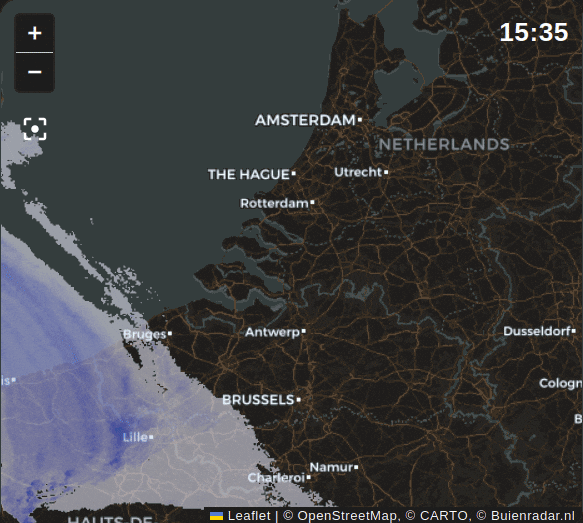 +
15:35
−
AMSTERDAM
NETHERLANDS
THE HAGUE
Utrecht
Rotterdam
Bruges
Antwerp
Dusseldorf
is
Cologn
BRUSSELS
B
Lille
Namur
Charleroi
HAUTS-DE
Leaflet | © OpenStreetMap, © CARTO, © Buienradar.nl